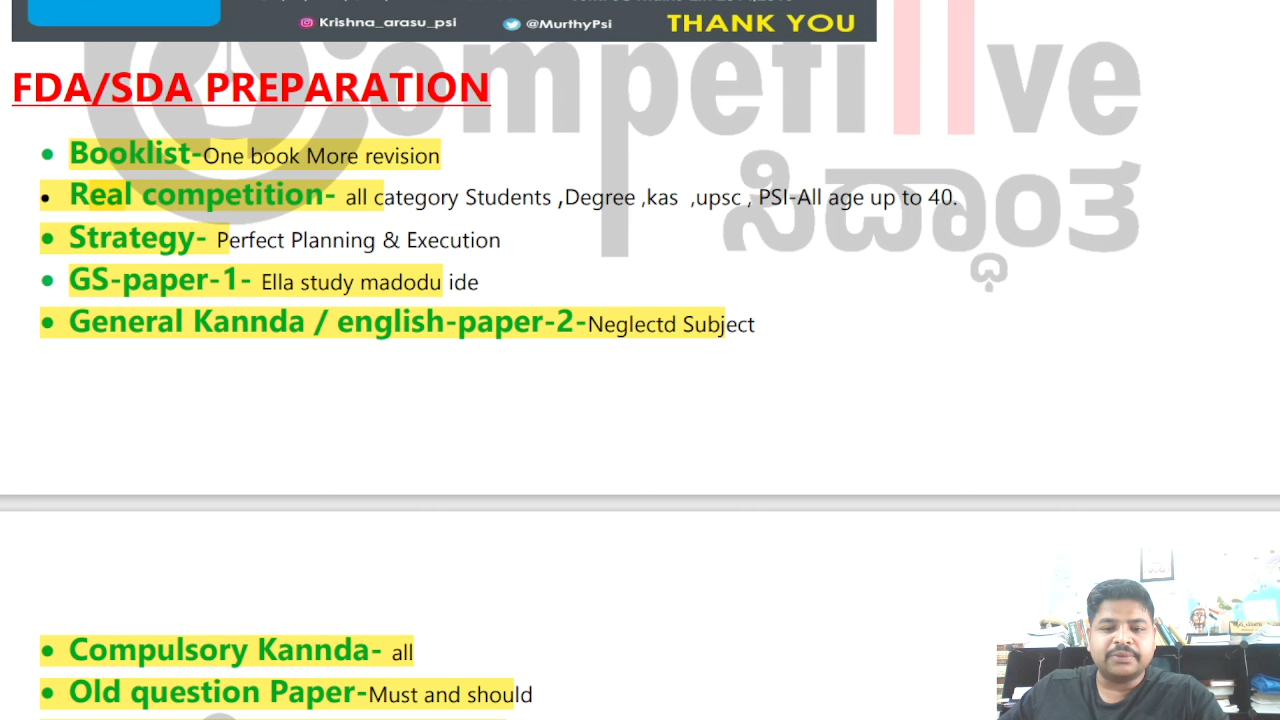 Krishna_arasu_psi @MurthyPsi THANK YOU
Competitive
ಸಿದ್ಧಾಂತ
FDA/SDA PREPARATION
• Booklist-One book More revision
• Real competition- all category Students ,Degree ,kas ,upsc , PSI-All age up to 40.
• Strategy- Perfect Planning & Execution
• GS-paper-1- Ella study madodu ide
• General Kannda / english-paper-2-Neglectd Subject
• Compulsory Kannda- all
• Old question Paper-Must and should